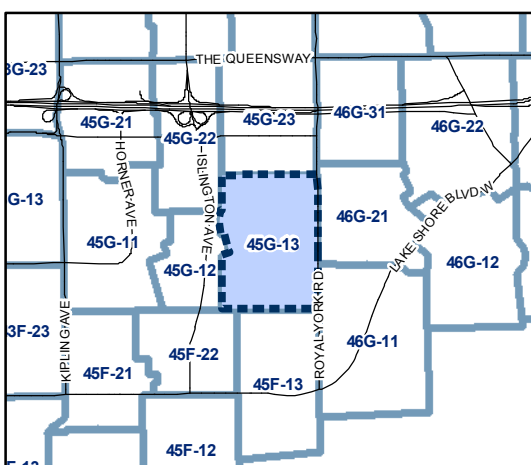 THE QUEENSWAY
3G-23
45G-21
45G-22
45G-23
46G-31
46G-22
HORNER AVE
ISLINGTON AVE
G-13
45G-11
45G-12
45G-13
46G-21
LAKE SHORE BLVD W
46G-12
KIPLING AVE
ROYAL YORK RD
3F-23
45F-21
45F-22
45F-13
46G-11
45F-12
F-13